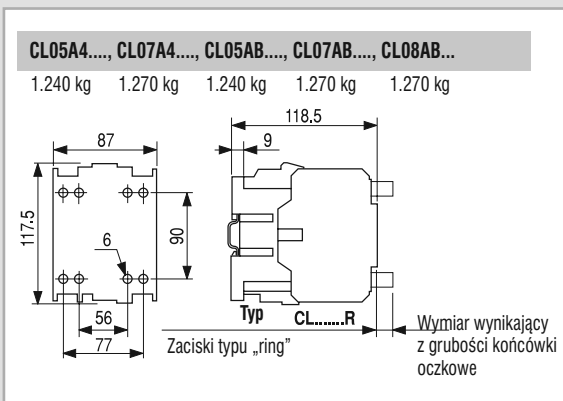 CL05A4...., CL07A4...., CL05AB...., CL07AB...., CL08AB...
1.240 kg 1.270 kg 1.240 kg 1.270 kg 1.270 kg
118.5
87
9
117.5
6
90
56
77
Typ CL.......R
Zaciski typu „ring”
Wymiar wynikający
z grubości końcówki
oczkowe